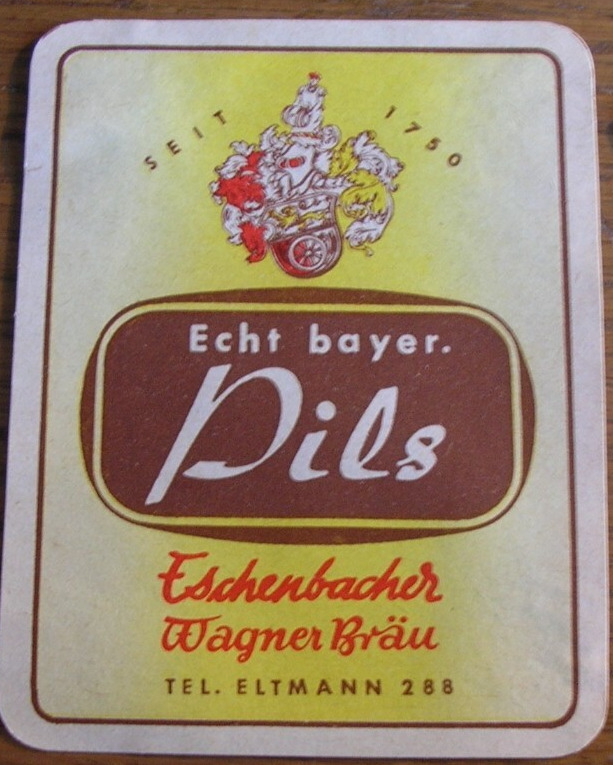 SEIT 1750
Echt bayer.
Pils
Eschenbacher
Wagner Bräu
TEL. ELTMANN 288